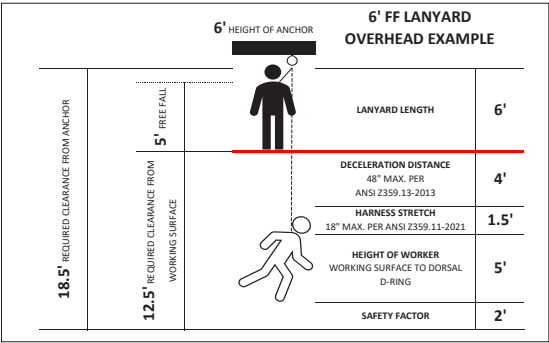 6' FF LANYARD
OVERHEAD EXAMPLE
6' HEIGHT OF ANCHOR
18.5' REQUIRED CLEARANCE FROM ANCHOR
5' FREE FALL
12.5' REQUIRED CLEARANCE FROM
WORKING SURFACE
LANYARD LENGTH
6'
DECELERATION DISTANCE
48" MAX. PER
ANSI Z359.13-2013
4'
HARNESS STRETCH
18" MAX. PER ANSI Z359.11-2021
1.5'
HEIGHT OF WORKER
WORKING SURFACE TO DORSAL
D-RING
5'
SAFETY FACTOR
2'